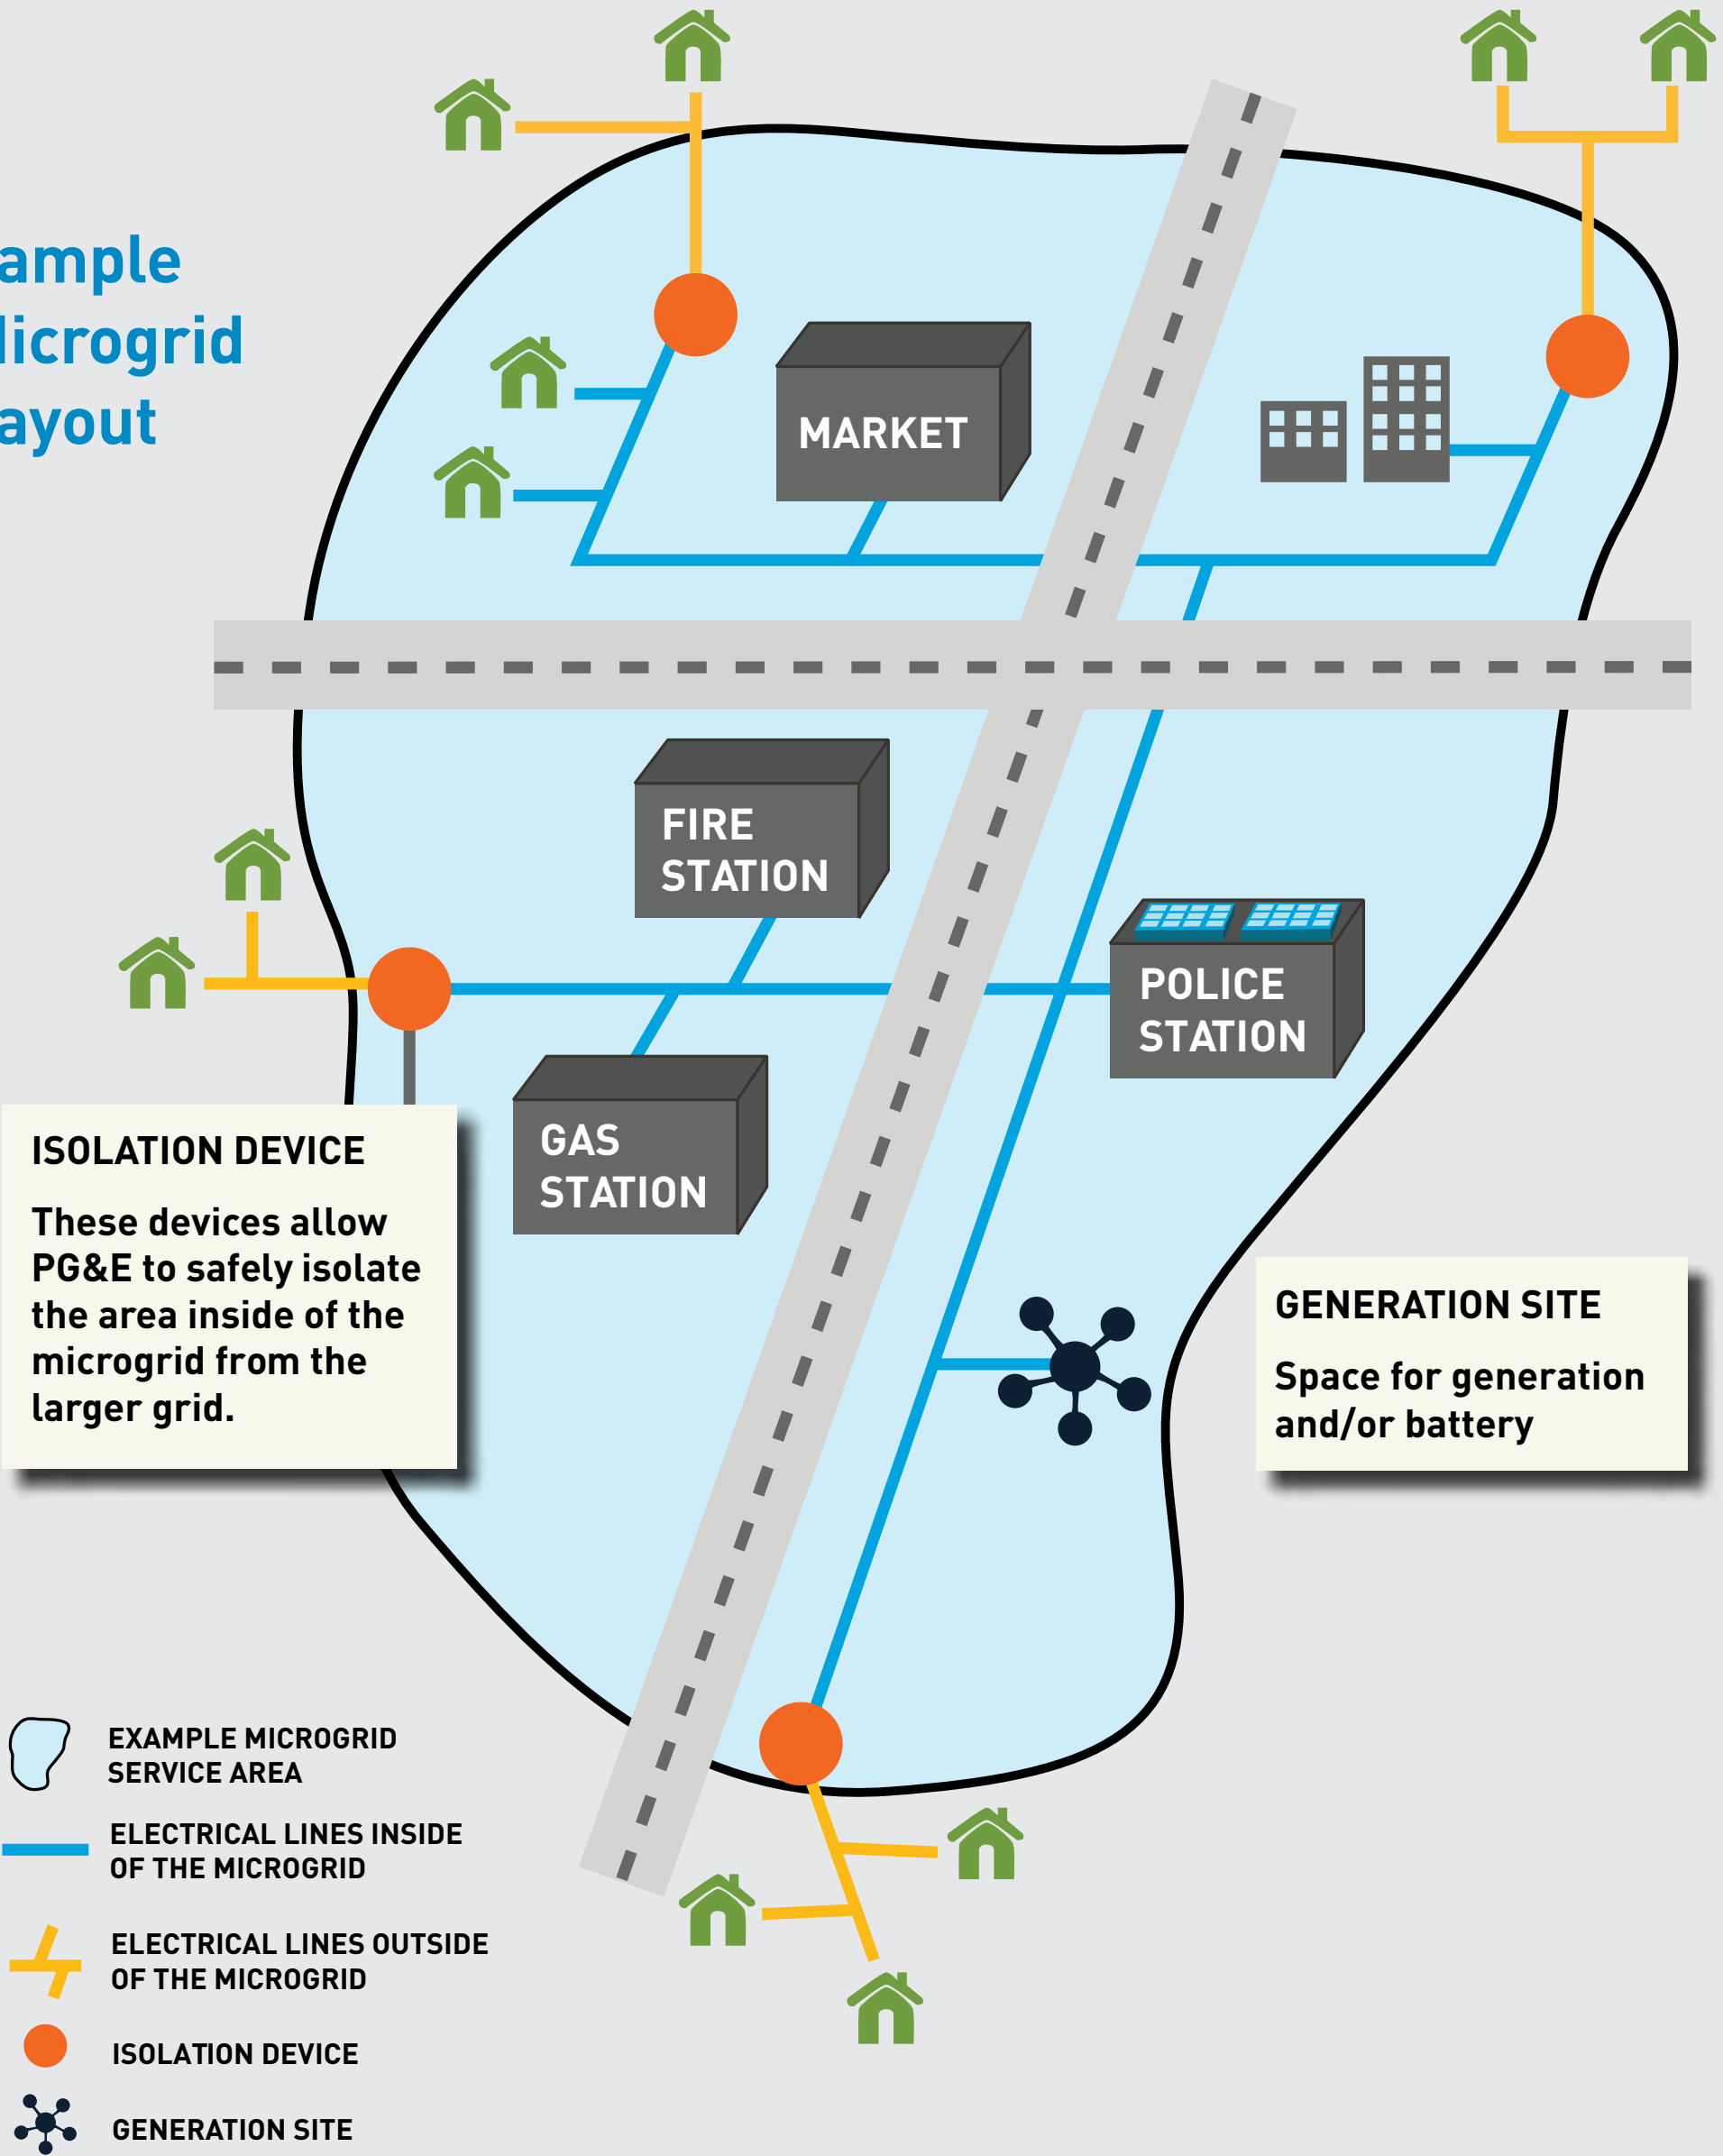 ample
icrogrid
ayout
MARKET
FIRE
STATION
POLICE
STATION
GAS
STATION
ISOLATION DEVICE
These devices allow
PG&E to safely isolate
the area inside of the
microgrid from the
larger grid.
GENERATION SITE
Space for generation
and/or battery
EXAMPLE MICROGRID
SERVICE AREA
ELECTRICAL LINES INSIDE
OF THE MICROGRID
ELECTRICAL LINES OUTSIDE
OF THE MICROGRID
ISOLATION DEVICE
GENERATION SITE